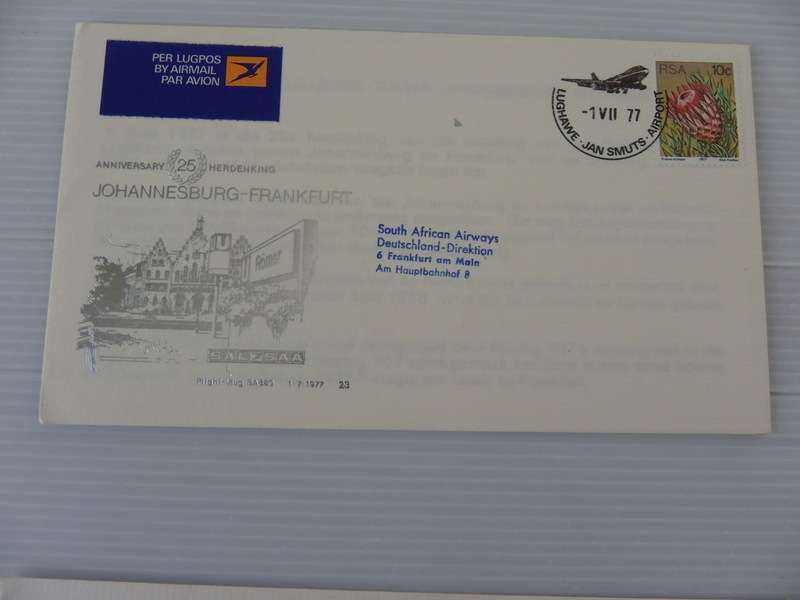 PER LUGPOS
BY AIRMAIL
PAR AVION
RSA 10c
LUGHAWE · JAN SMUTS · AIRPORT
-1 VII 77
ANNIVERSARY 25 HERDENKING
JOHANNESBURG-FRANKFURT
Römer
South African Airways
Deutschland-Direktion
6 Frankfurt am Main
Am Hauptbahnhof 8
SAL SAA
1·7·1977 23